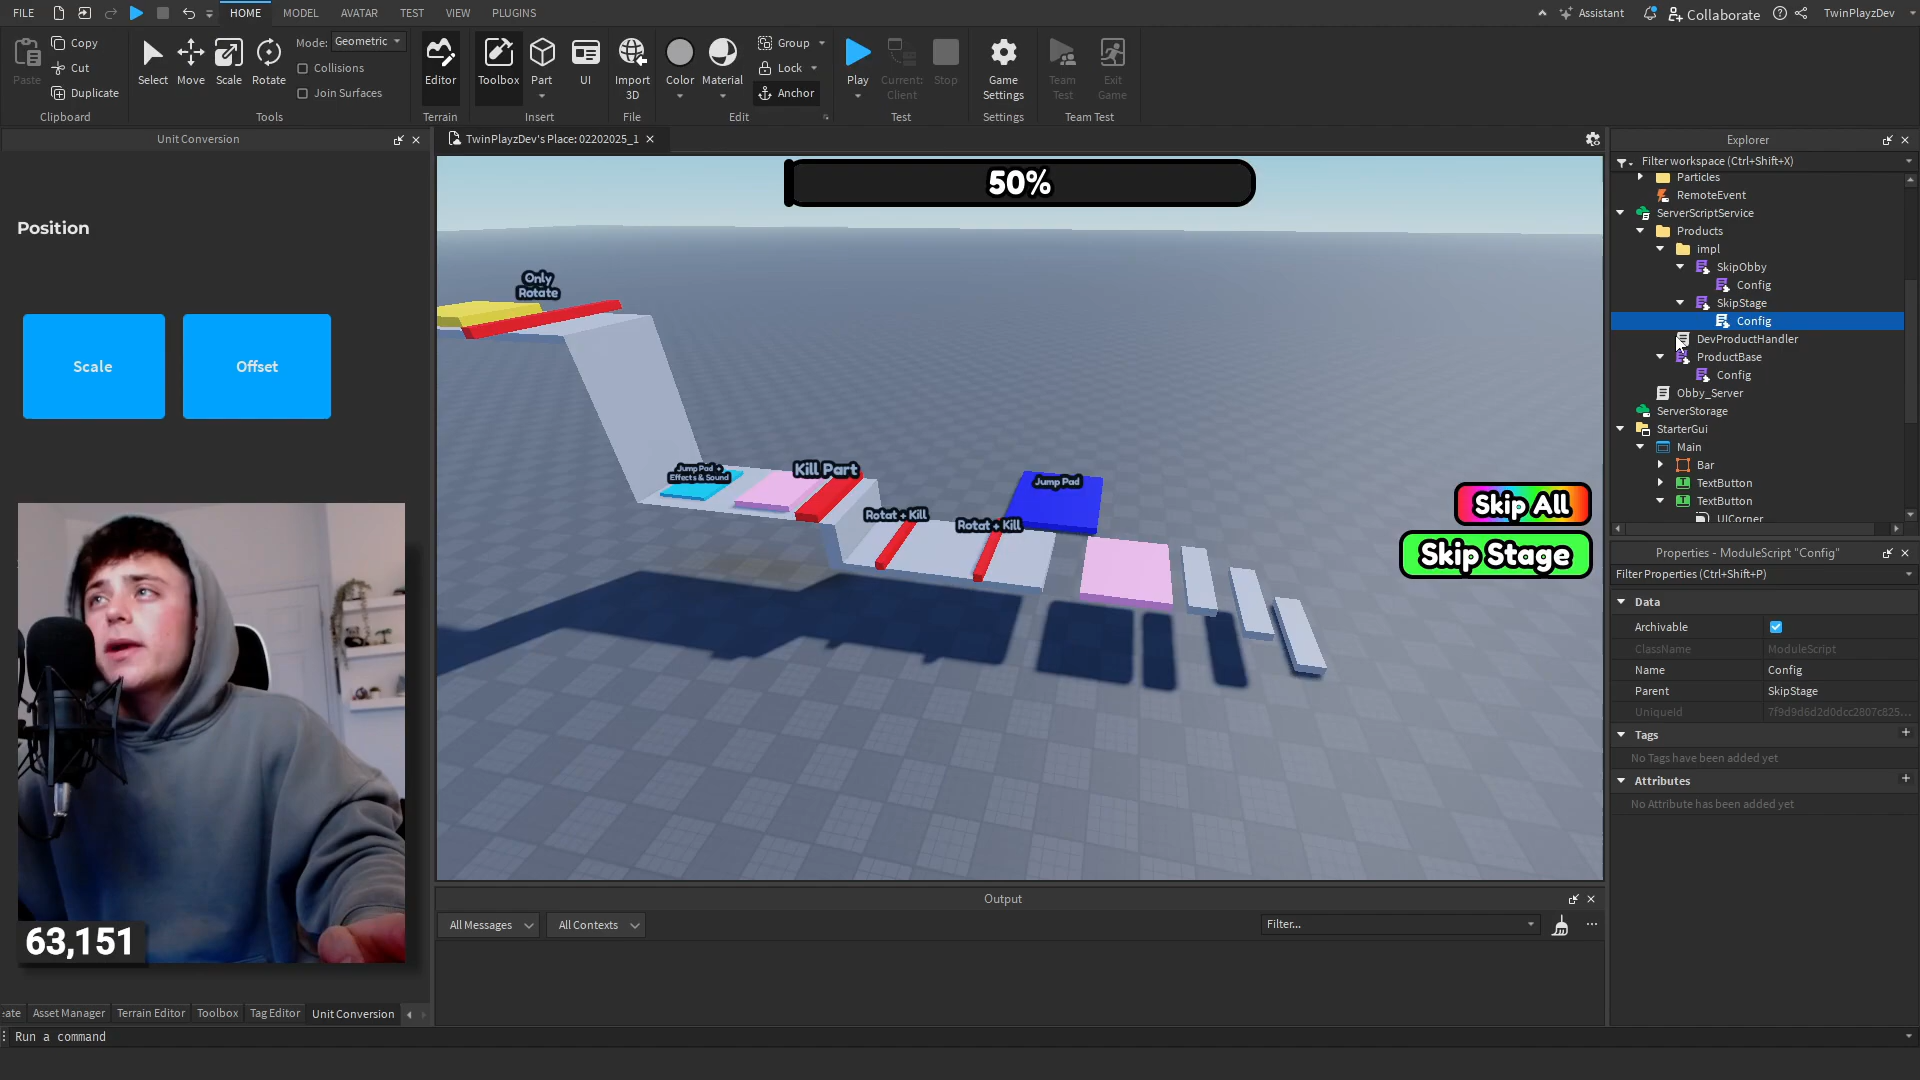 FILE
HOME
MODEL
AVATAR
TEST
VIEW
PLUGINS
Assistant
Collaborate
TwinPlayzDev
Paste
Copy
Cut
Duplicate
Clipboard
Select
Move
Scale
Rotate
Mode:
Geometric
Collisions
Join Surfaces
Tools
Editor
Terrain
Toolbox
Part
UI
Insert
Import
3D
File
Color
Material
Group
Lock
Anchor
Edit
Play
Current:
Client
Stop
Test
Game
Settings
Settings
Team
Test
Exit
Game
Team Test
Unit Conversion
Position
Scale
Offset
63,151
TwinPlayzDev's Place: 02202025_1
50%
Only
Rotate
Jump Pad +
Effects & Sound
Kill Part
Rotat + Kill
Rotat + Kill
Jump Pad
Skip All
Skip Stage
Output
All Messages
All Contexts
Filter...
Explorer
Filter workspace (Ctrl+Shift+X)
Particles
RemoteEvent
ServerScriptService
Products
impl
SkipObby
Config
SkipStage
Config
DevProductHandler
ProductBase
Config
Obby_Server
ServerStorage
StarterGui
Main
Bar
TextButton
TextButton
UICorner
Properties - ModuleScript "Config"
Filter Properties (Ctrl+Shift+P)
Data
Archivable
ClassName
ModuleScript
Name
Config
Parent
SkipStage
UniqueId
7f9d9d6d2d0dcc2807c825...
Tags
No Tags have been added yet
Attributes
No Attribute has been added yet
Asset Manager
Terrain Editor
Toolbox
Tag Editor
Unit Conversion
Run a command